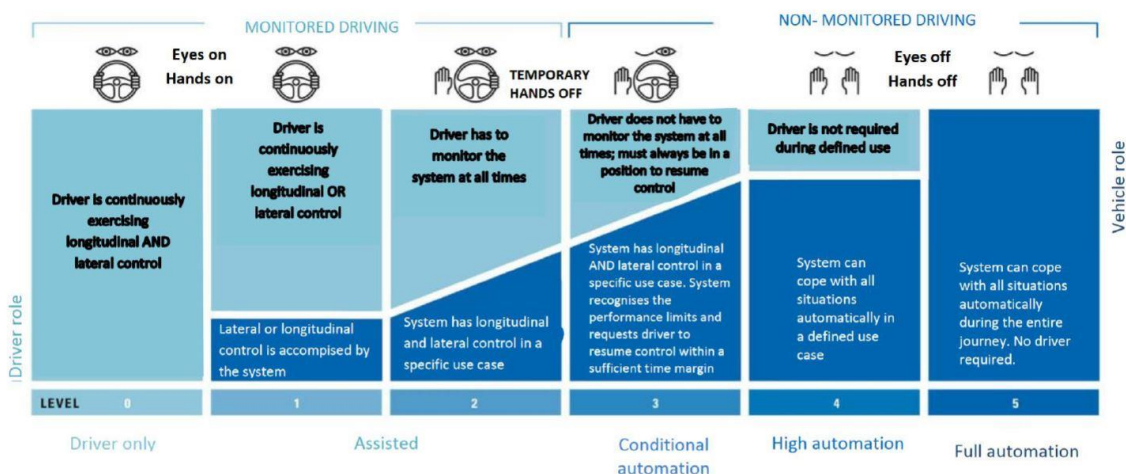 MONITORED DRIVING
NON- MONITORED DRIVING
Eyes on
Hands on
TEMPORARY
HANDS OFF
Eyes off
Hands off
Driver is continuously
exercising
longitudinal AND
lateral control
Driver is
continuously
exercising
longitudinal OR
lateral control
Driver has to
monitor the
system at all times
Driver does not have to
monitor the system at all
times; must always be in a
position to resume
control
Driver is not required
during defined use
Lateral or longitudinal
control is accompised by
the system
System has longitudinal
and lateral control in a
specific use case
System has longitudinal
AND lateral control in a
specific use case. System
recognises the
performance limits and
requests driver to
resume control within a
sufficient time margin
System can
cope with all
situations
automatically in
a defined use
case
System can cope
with all situations
automatically
during the entire
journey. No driver
required.
Driver role
Vehicle role
LEVEL 0 1 2 3 4 5
Driver only
Assisted
Conditional
automation
High automation
Full automation